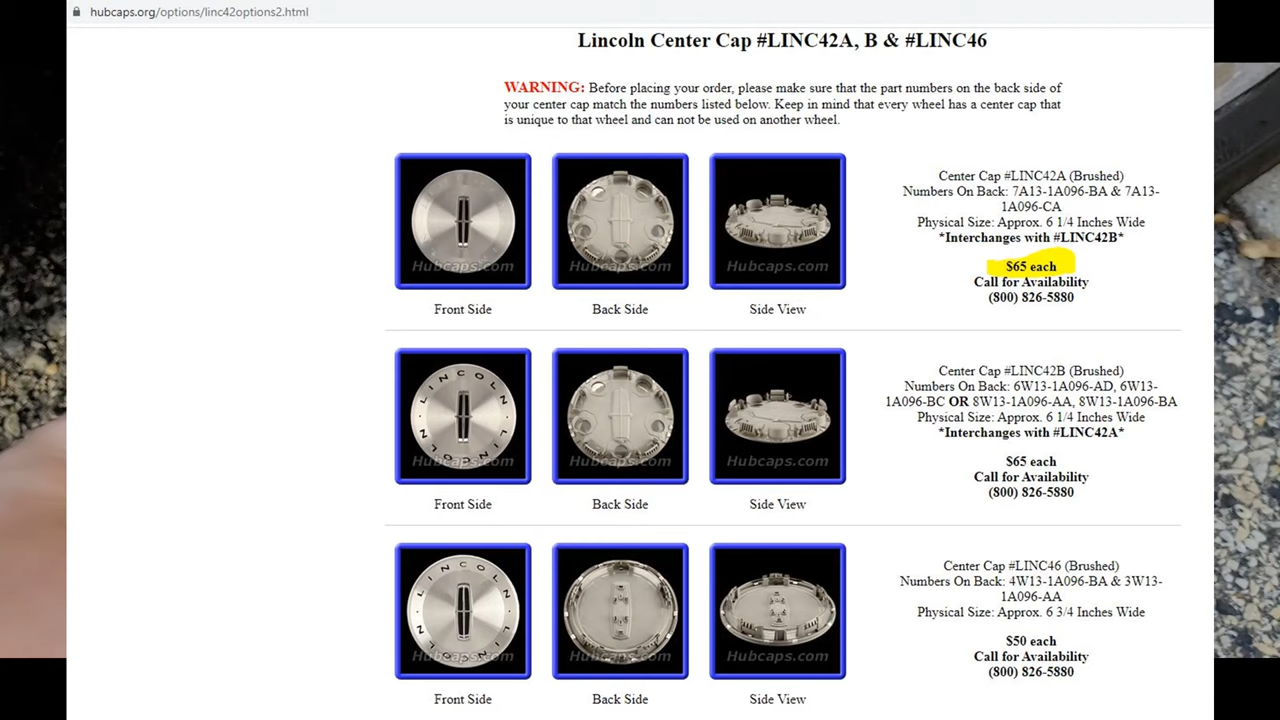 hubcaps.org/options/linc42options2.html
Lincoln Center Cap #LINC42A, B & #LINC46
WARNING: Before placing your order, please make sure that the part numbers on the back side of
your center cap match the numbers listed below. Keep in mind that every wheel has a center cap that
is unique to that wheel and can not be used on another wheel.
Hubcaps.com
Hubcaps.com
Hubcaps.com
Front Side
Back Side
Side View
Center Cap #LINC42A (Brushed)
Numbers On Back: 7A13-1A096-BA & 7A13-
1A096-CA
Physical Size: Approx. 6 1/4 Inches Wide
*Interchanges with #LINC42B*
$65 each
Call for Availability
(800) 826-5880
LINCOLN · LINCOLN ·
Hubcaps.com
Hubcaps.com
Hubcaps.com
Front Side
Back Side
Side View
Center Cap #LINC42B (Brushed)
Numbers On Back: 6W13-1A096-AD, 6W13-
1A096-BC OR 8W13-1A096-AA, 8W13-1A096-BA
Physical Size: Approx. 6 1/4 Inches Wide
*Interchanges with #LINC42A*
$65 each
Call for Availability
(800) 826-5880
LINCOLN · LINCOLN ·
Hubcaps.com
Hubcaps.com
Hubcaps.com
Front Side
Back Side
Side View
Center Cap #LINC46 (Brushed)
Numbers On Back: 4W13-1A096-BA & 3W13-
1A096-AA
Physical Size: Approx. 6 3/4 Inches Wide
$50 each
Call for Availability
(800) 826-5880